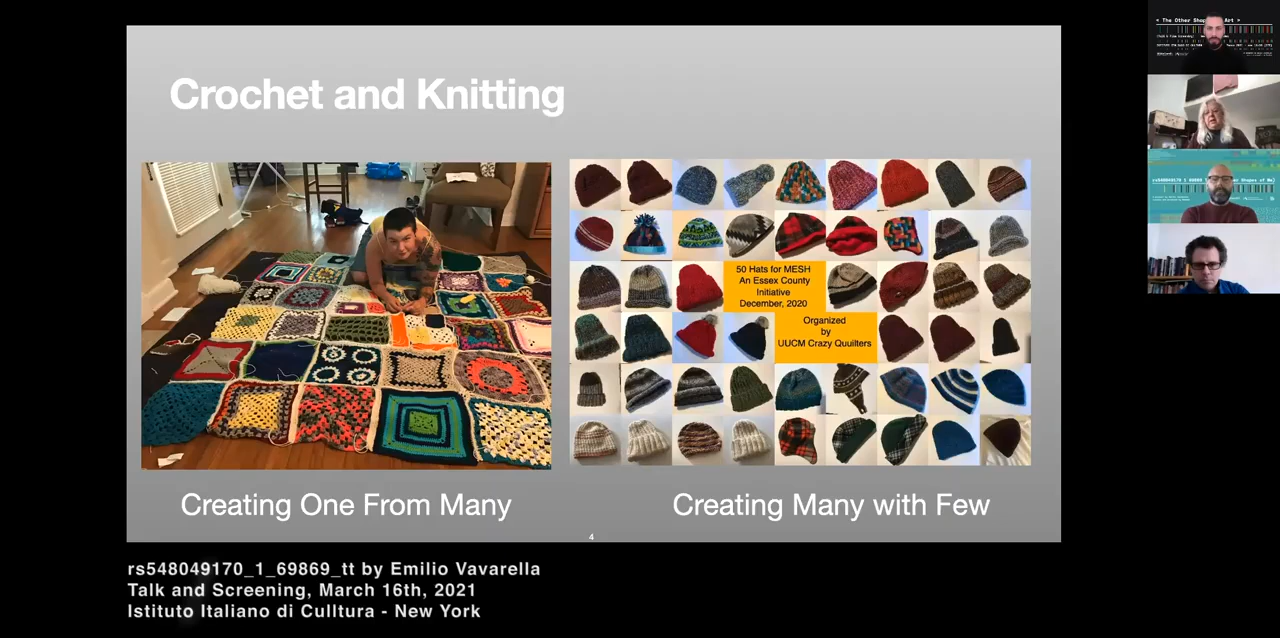 Crochet and Knitting
50 Hats for MESH
An Essex County
Initiative
December, 2020
Organized
by
UUCM Crazy Quuilters
Creating One From Many
Creating Many with Few
4
rs548049170_1_69869_tt by Emilio Vavarella
Talk and Screening, March 16th, 2021
Istituto Italiano di Culltura - New York